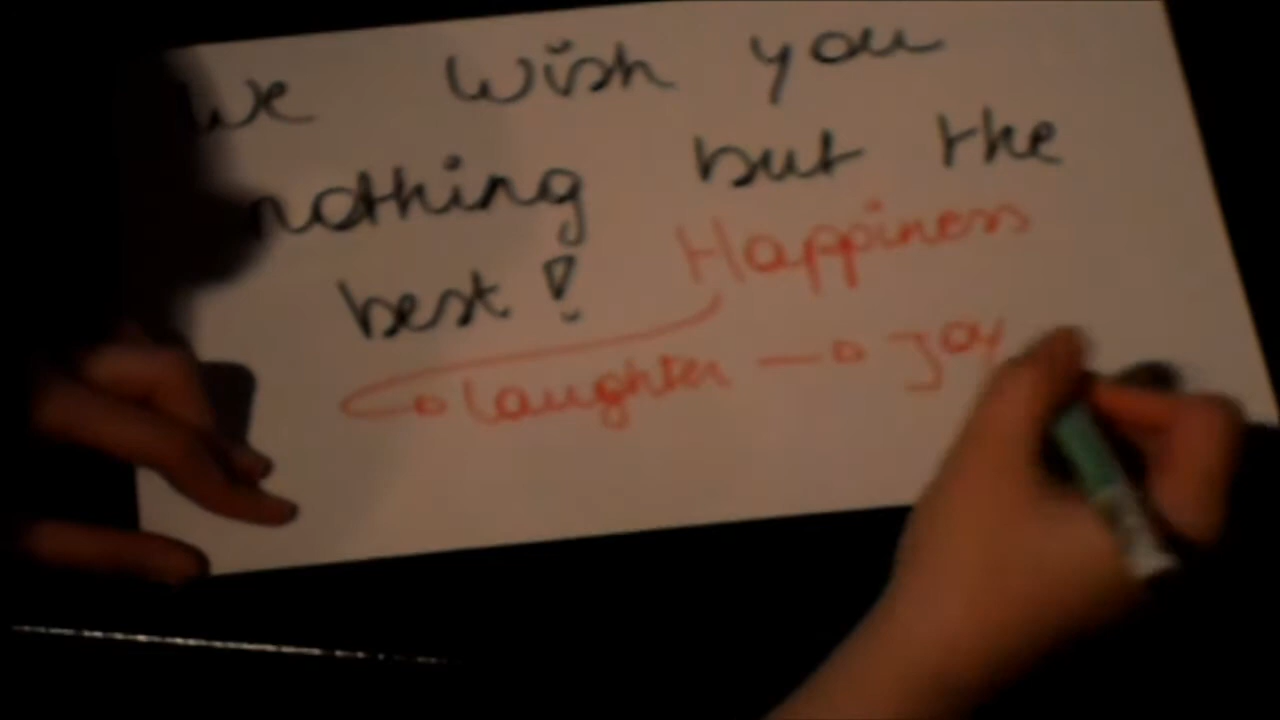 we wish you
nothing but the
best! Happiness
laughter → Joy